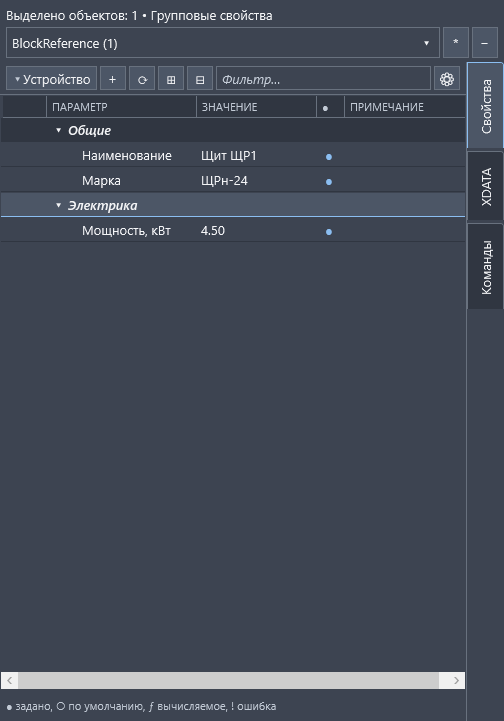 Выделено объектов: 1 • Групповые свойства
BlockReference (1)
* −
Устройство + ⟳ ⊞ ⊟ Фильтр...
ПАРАМЕТР ЗНАЧЕНИЕ ● ПРИМЕЧАНИЕ
Общие
Наименование Щит ЩР1 ●
Марка ЩРн-24 ●
Электрика
Мощность, кВт 4.50 ●
● задано, ○ по умолчанию, ƒ вычисляемое, ! ошибка
Свойства
XDATA
Команды